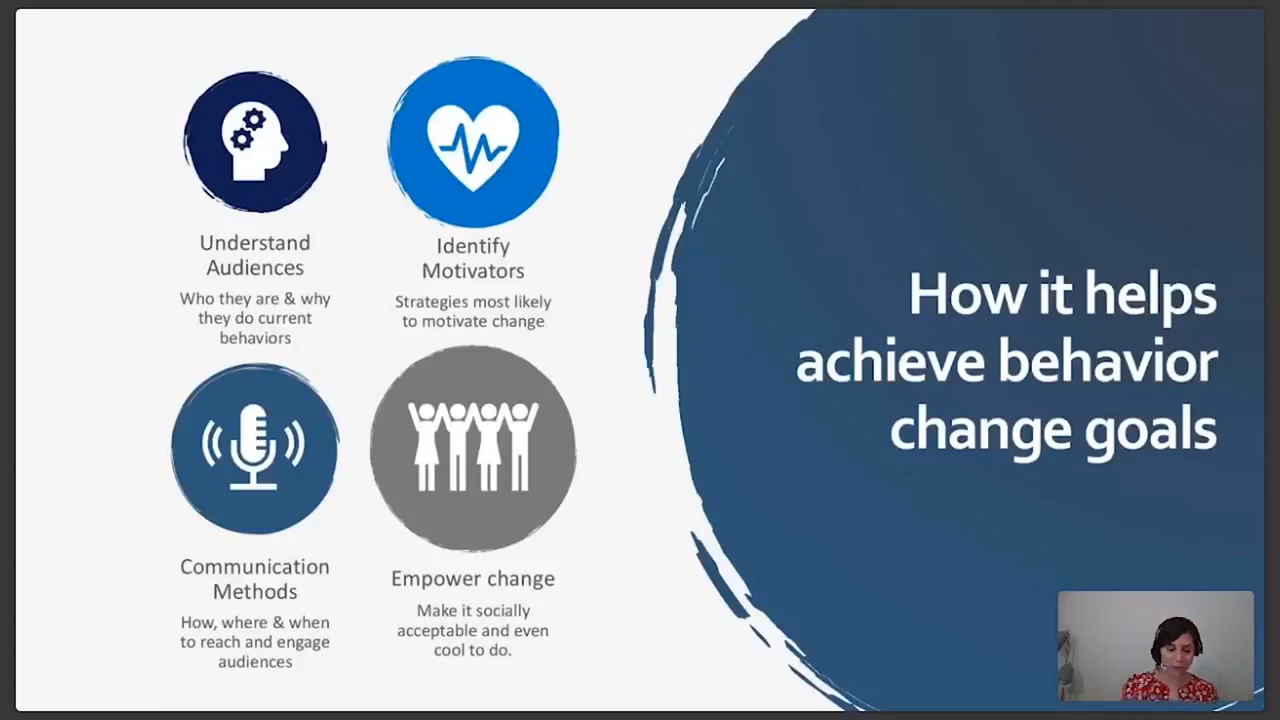 Understand
Audiences
Who they are & why
they do current
behaviors
Identify
Motivators
Strategies most likely
to motivate change
Communication
Methods
How, where & when
to reach and engage
audiences
Empower change
Make it socially
acceptable and even
cool to do.
How it helps
achieve behavior
change goals